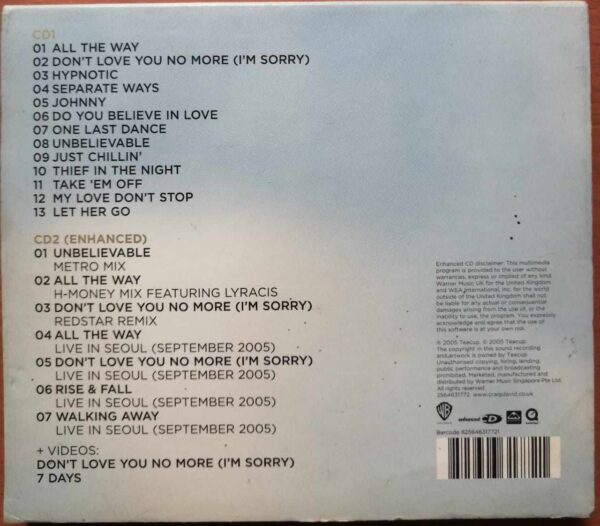 CD1
01 ALL THE WAY
02 DON'T LOVE YOU NO MORE (I'M SORRY)
03 HYPNOTIC
04 SEPARATE WAYS
05 JOHNNY
06 DO YOU BELIEVE IN LOVE
07 ONE LAST DANCE
08 UNBELIEVABLE
09 JUST CHILLIN'
10 THIEF IN THE NIGHT
11 TAKE 'EM OFF
12 MY LOVE DON'T STOP
13 LET HER GO
CD2 (ENHANCED)
01 UNBELIEVABLE
METRO MIX
02 ALL THE WAY
H-MONEY MIX FEATURING LYRACIS
03 DON'T LOVE YOU NO MORE (I'M SORRY)
REDSTAR REMIX
04 ALL THE WAY
LIVE IN SEOUL (SEPTEMBER 2005)
05 DON'T LOVE YOU NO MORE (I'M SORRY)
LIVE IN SEOUL (SEPTEMBER 2005)
06 RISE & FALL
LIVE IN SEOUL (SEPTEMBER 2005)
07 WALKING AWAY
LIVE IN SEOUL (SEPTEMBER 2005)
+ VIDEOS:
DON'T LOVE YOU NO MORE (I'M SORRY)
7 DAYS
Enhanced CD disclaimer: This multimedia
program is provided to the user without
warranties, express or implied of any kind.
Warner Music UK for the United Kingdom
and WEA International, Inc. for the world
outside of the United Kingdom shall not
be liable for any actual or consequential
damages arising from the use of, or the
inability to use, the program. You expressly
acknowledge and agree that the use of
this software is at your own risk.
℗ 2005 Teacup. © 2005 Teacup.
The copyright in this sound recording
and artwork is owned by Teacup.
Unauthorised copying, hiring, lending,
public performance and broadcasting
prohibited. Marketed, manufactured and
distributed by Warner Music Singapore Pte Ltd.
All rights reserved
2564631772. www.craigdavid.co.uk
enhanced CD
Barcode: 825646317721